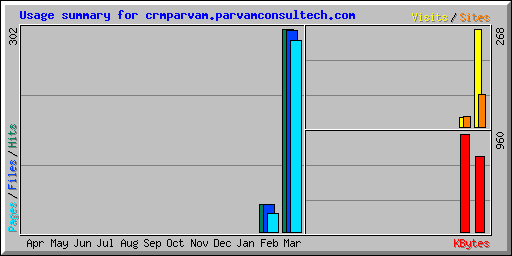 Usage summary for crmparvam.parvamconsultech.com
Visits / Sites
302
268
960
Pages / Files / Hits
Apr May Jun Jul Aug Sep Oct Nov Dec Jan Feb Mar
KBytes